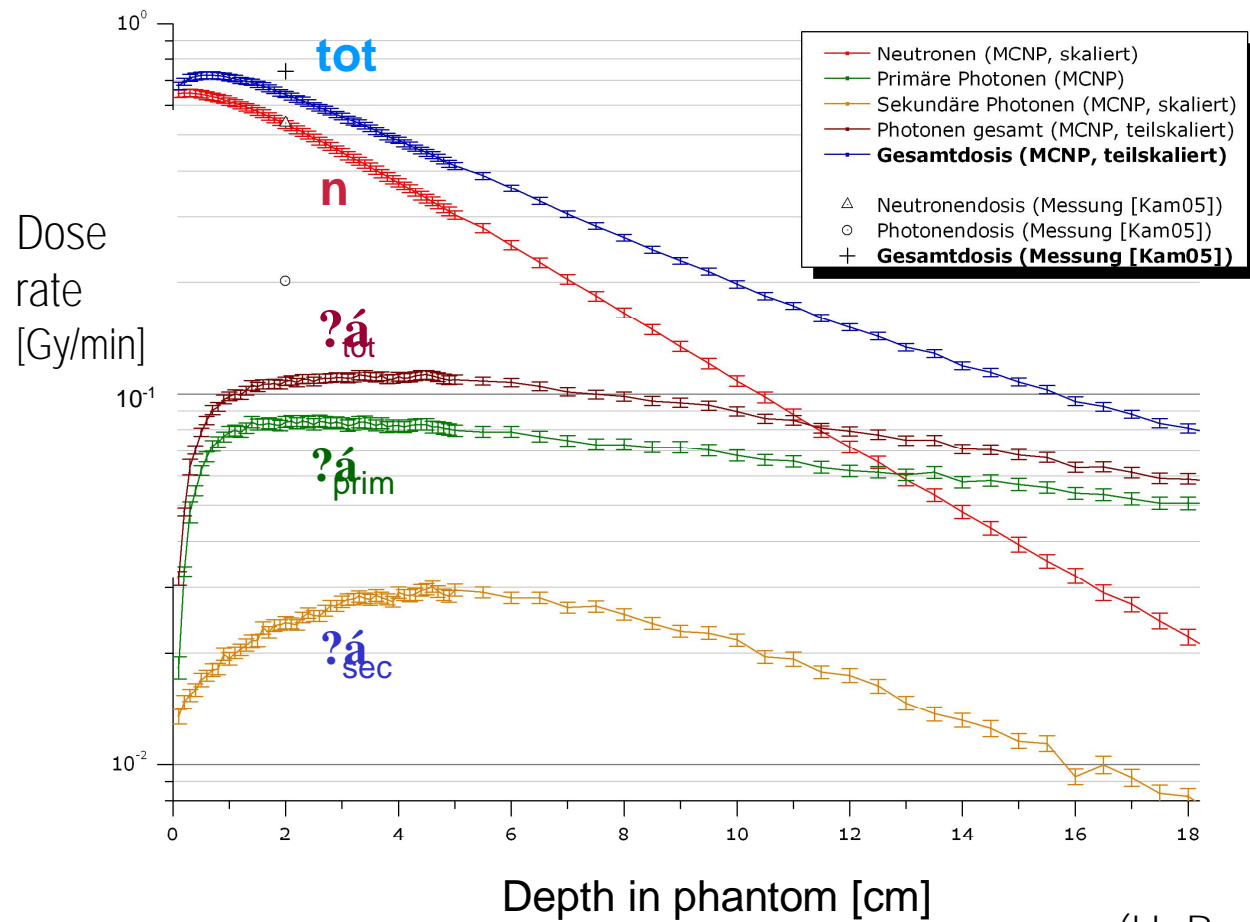 10⁰
tot
Neutronen (MCNP, skaliert)
Primäre Photonen (MCNP)
Sekundäre Photonen (MCNP, skaliert)
Photonen gesamt (MCNP, teilskaliert)
Gesamtdosis (MCNP, teilskaliert)
Neutronendosis (Messung [Kam05])
Photonendosis (Messung [Kam05])
Gesamtdosis (Messung [Kam05])
n
Dose
rate
[Gy/min]
?á tot
10⁻¹
?á prim
?á sec
10⁻²
0 2 4 6 8 10 12 14 16 18
Depth in phantom [cm]